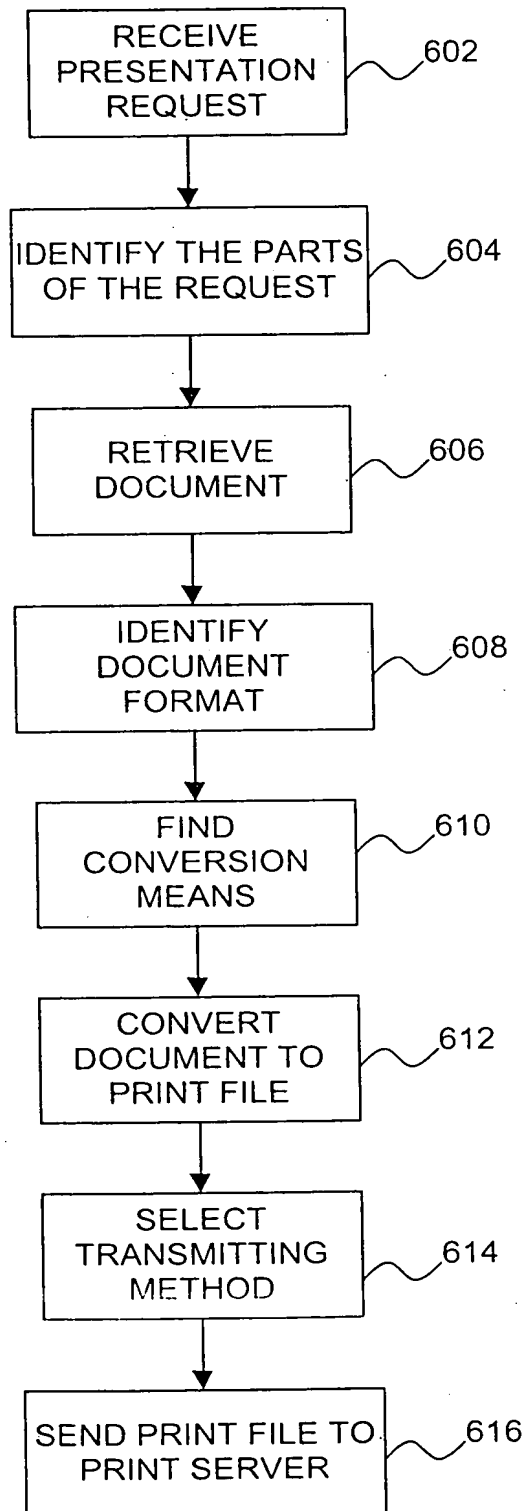 RECEIVE
PRESENTATION
REQUEST
602
IDENTIFY THE PARTS
OF THE REQUEST
604
RETRIEVE
DOCUMENT
606
IDENTIFY
DOCUMENT
FORMAT
608
FIND
CONVERSION
MEANS
610
CONVERT
DOCUMENT TO
PRINT FILE
612
SELECT
TRANSMITTING
METHOD
614
SEND PRINT FILE TO
PRINT SERVER
616